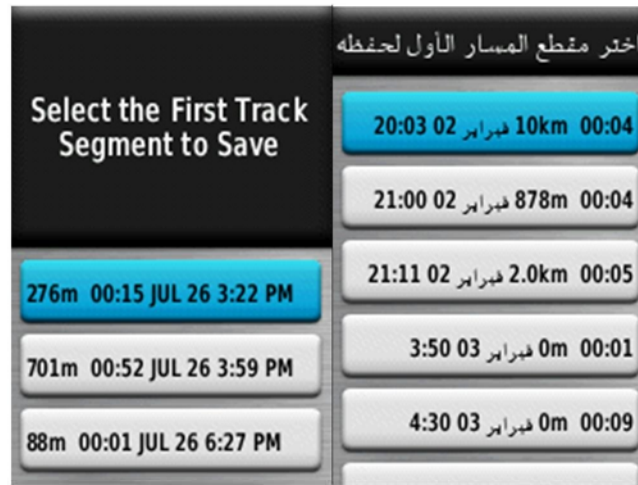 Select the First Track
Segment to Save
276m 00:15 JUL 26 3:22 PM
701m 00:52 JUL 26 3:59 PM
88m 00:01 JUL 26 6:27 PM
اختر مقطع المسار الأول لحفظه
20:03 02 فبراير 10km 00:04
21:00 02 فبراير 878m 00:04
21:11 02 فبراير 2.0km 00:05
3:50 03 فبراير 0m 00:01
4:30 03 فبراير 0m 00:09